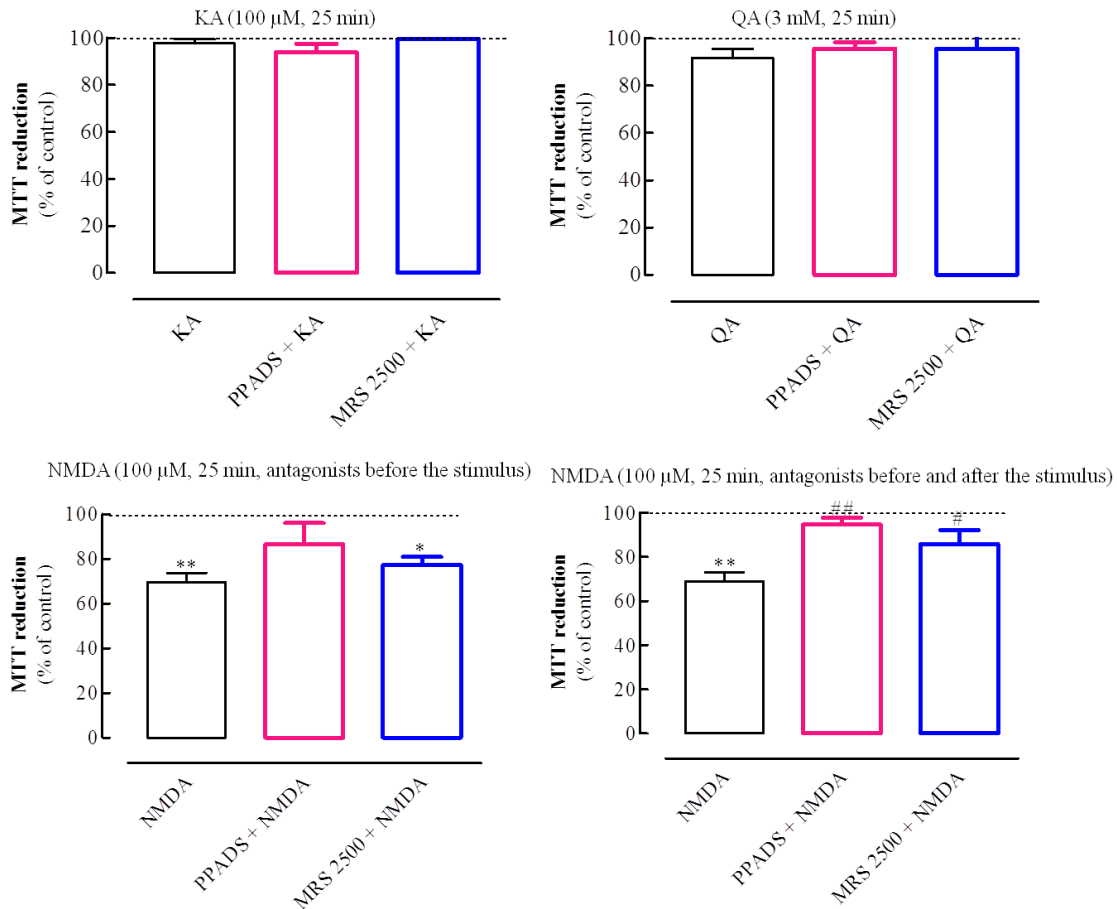 KA (100 µM, 25 min)
MTT reduction
(% of control)
100
80
60
40
20
0
KA
PPADS + KA
MRS 2500 + KA
QA (3 mM, 25 min)
MTT reduction
(% of control)
100
80
60
40
20
0
QA
PPADS + QA
MRS 2500 + QA
NMDA (100 µM, 25 min, antagonists before the stimulus)
MTT reduction
(% of control)
100
80
60
40
20
0
**
*
NMDA
PPADS + NMDA
MRS 2500 + NMDA
NMDA (100 µM, 25 min, antagonists before and after the stimulus)
MTT reduction
(% of control)
100
80
60
40
20
0
**
##
#
NMDA
PPADS + NMDA
MRS 2500 + NMDA